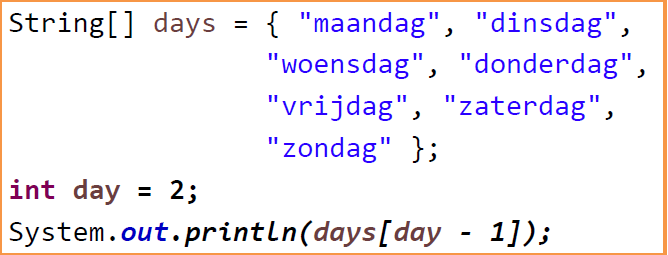 String[] days = { "maandag", "dinsdag",
"woensdag", "donderdag",
"vrijdag", "zaterdag",
"zondag" };
int day = 2;
System.out.println(days[day - 1]);